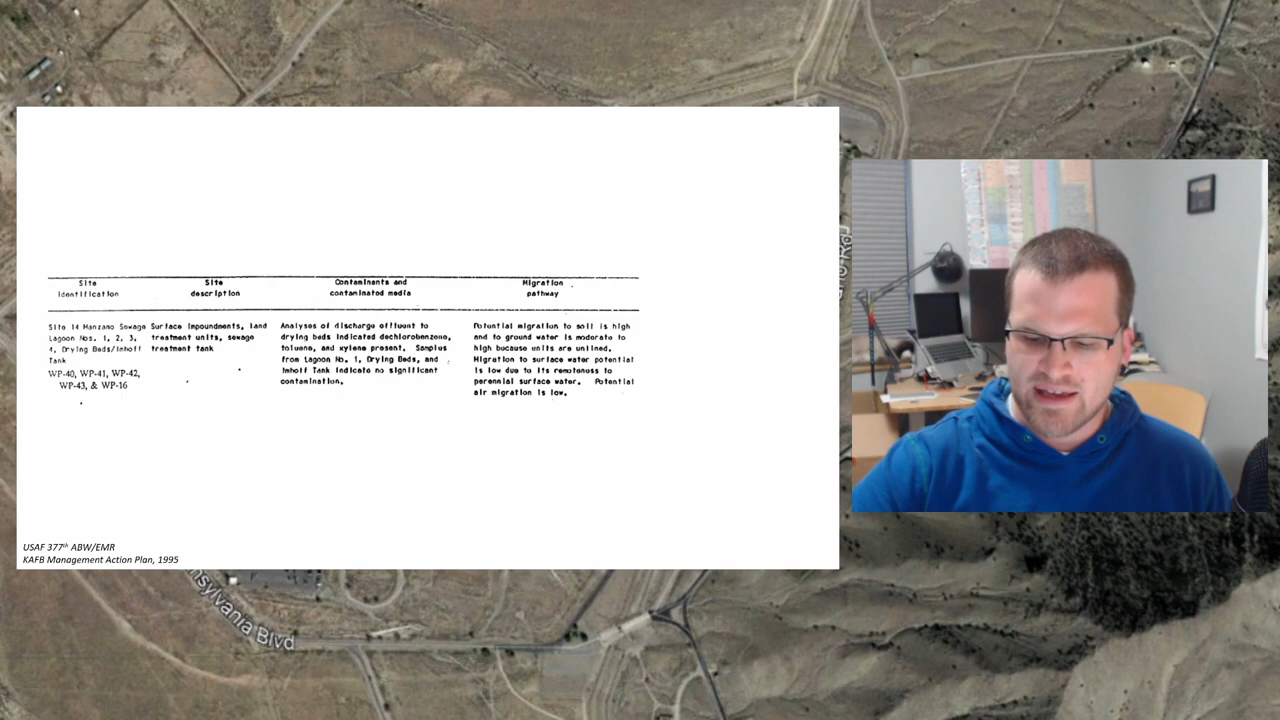 Site identification
Site description
Contaminants and contaminated media
Migration pathway
Site 14 Manzano Sewage
Lagoon Nos. 1, 2, 3,
4, Drying Beds/Imhoff
Tank
WP-40, WP-41, WP-42,
WP-43, & WP-16
Surface Impoundments, land
treatment units, sewage
treatment tank
Analyses of discharge effluent to
drying beds indicated dechlorobenzene,
toluene, and xylene present. Samples
from Lagoon No. 1, Drying Beds, and
Imhoff Tank indicate no significant
contamination.
Potential migration to soil is high
and to ground water is moderate to
high because units are unlined.
Migration to surface water potential
is low due to its remoteness to
perennial surface water. Potential
air migration is low.
USAF 377th ABW/EMR
KAFB Management Action Plan, 1995
nsylvania Blvd